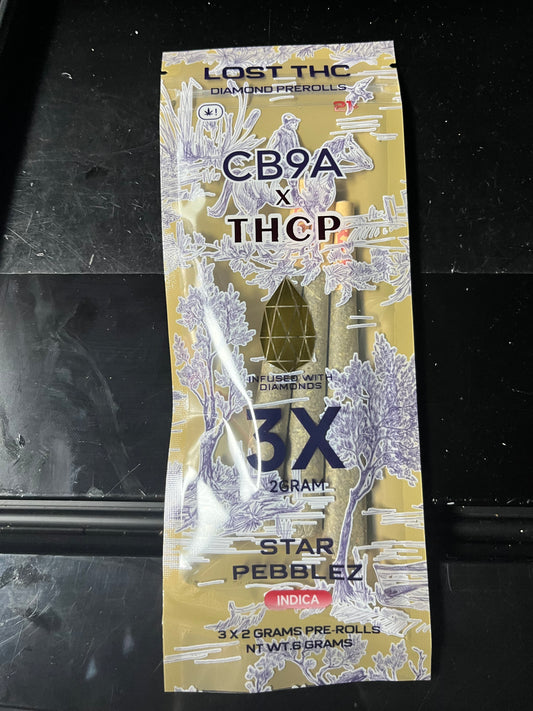 LOST THC
DIAMOND PREROLLS
!
CB9A
X
THCP
INFUSED WITH
DIAMONDS
3X
2GRAM
STAR
PEBBLEZ
INDICA
3 X 2 GRAMS PRE-ROLLS
NT WT.6 GRAMS